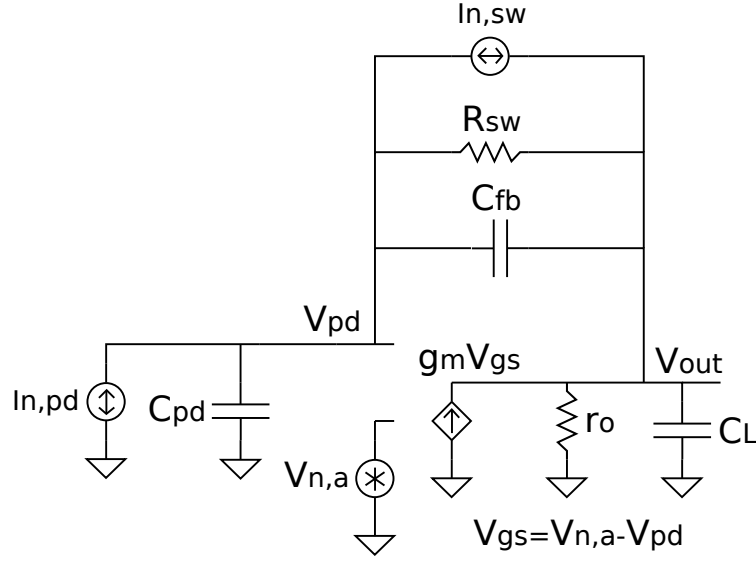 In,sw
Rsw
Cfb
Vpd
gmVgs
Vout
In,pd
Cpd
ro
CL
Vn,a
Vgs=Vn,a-Vpd